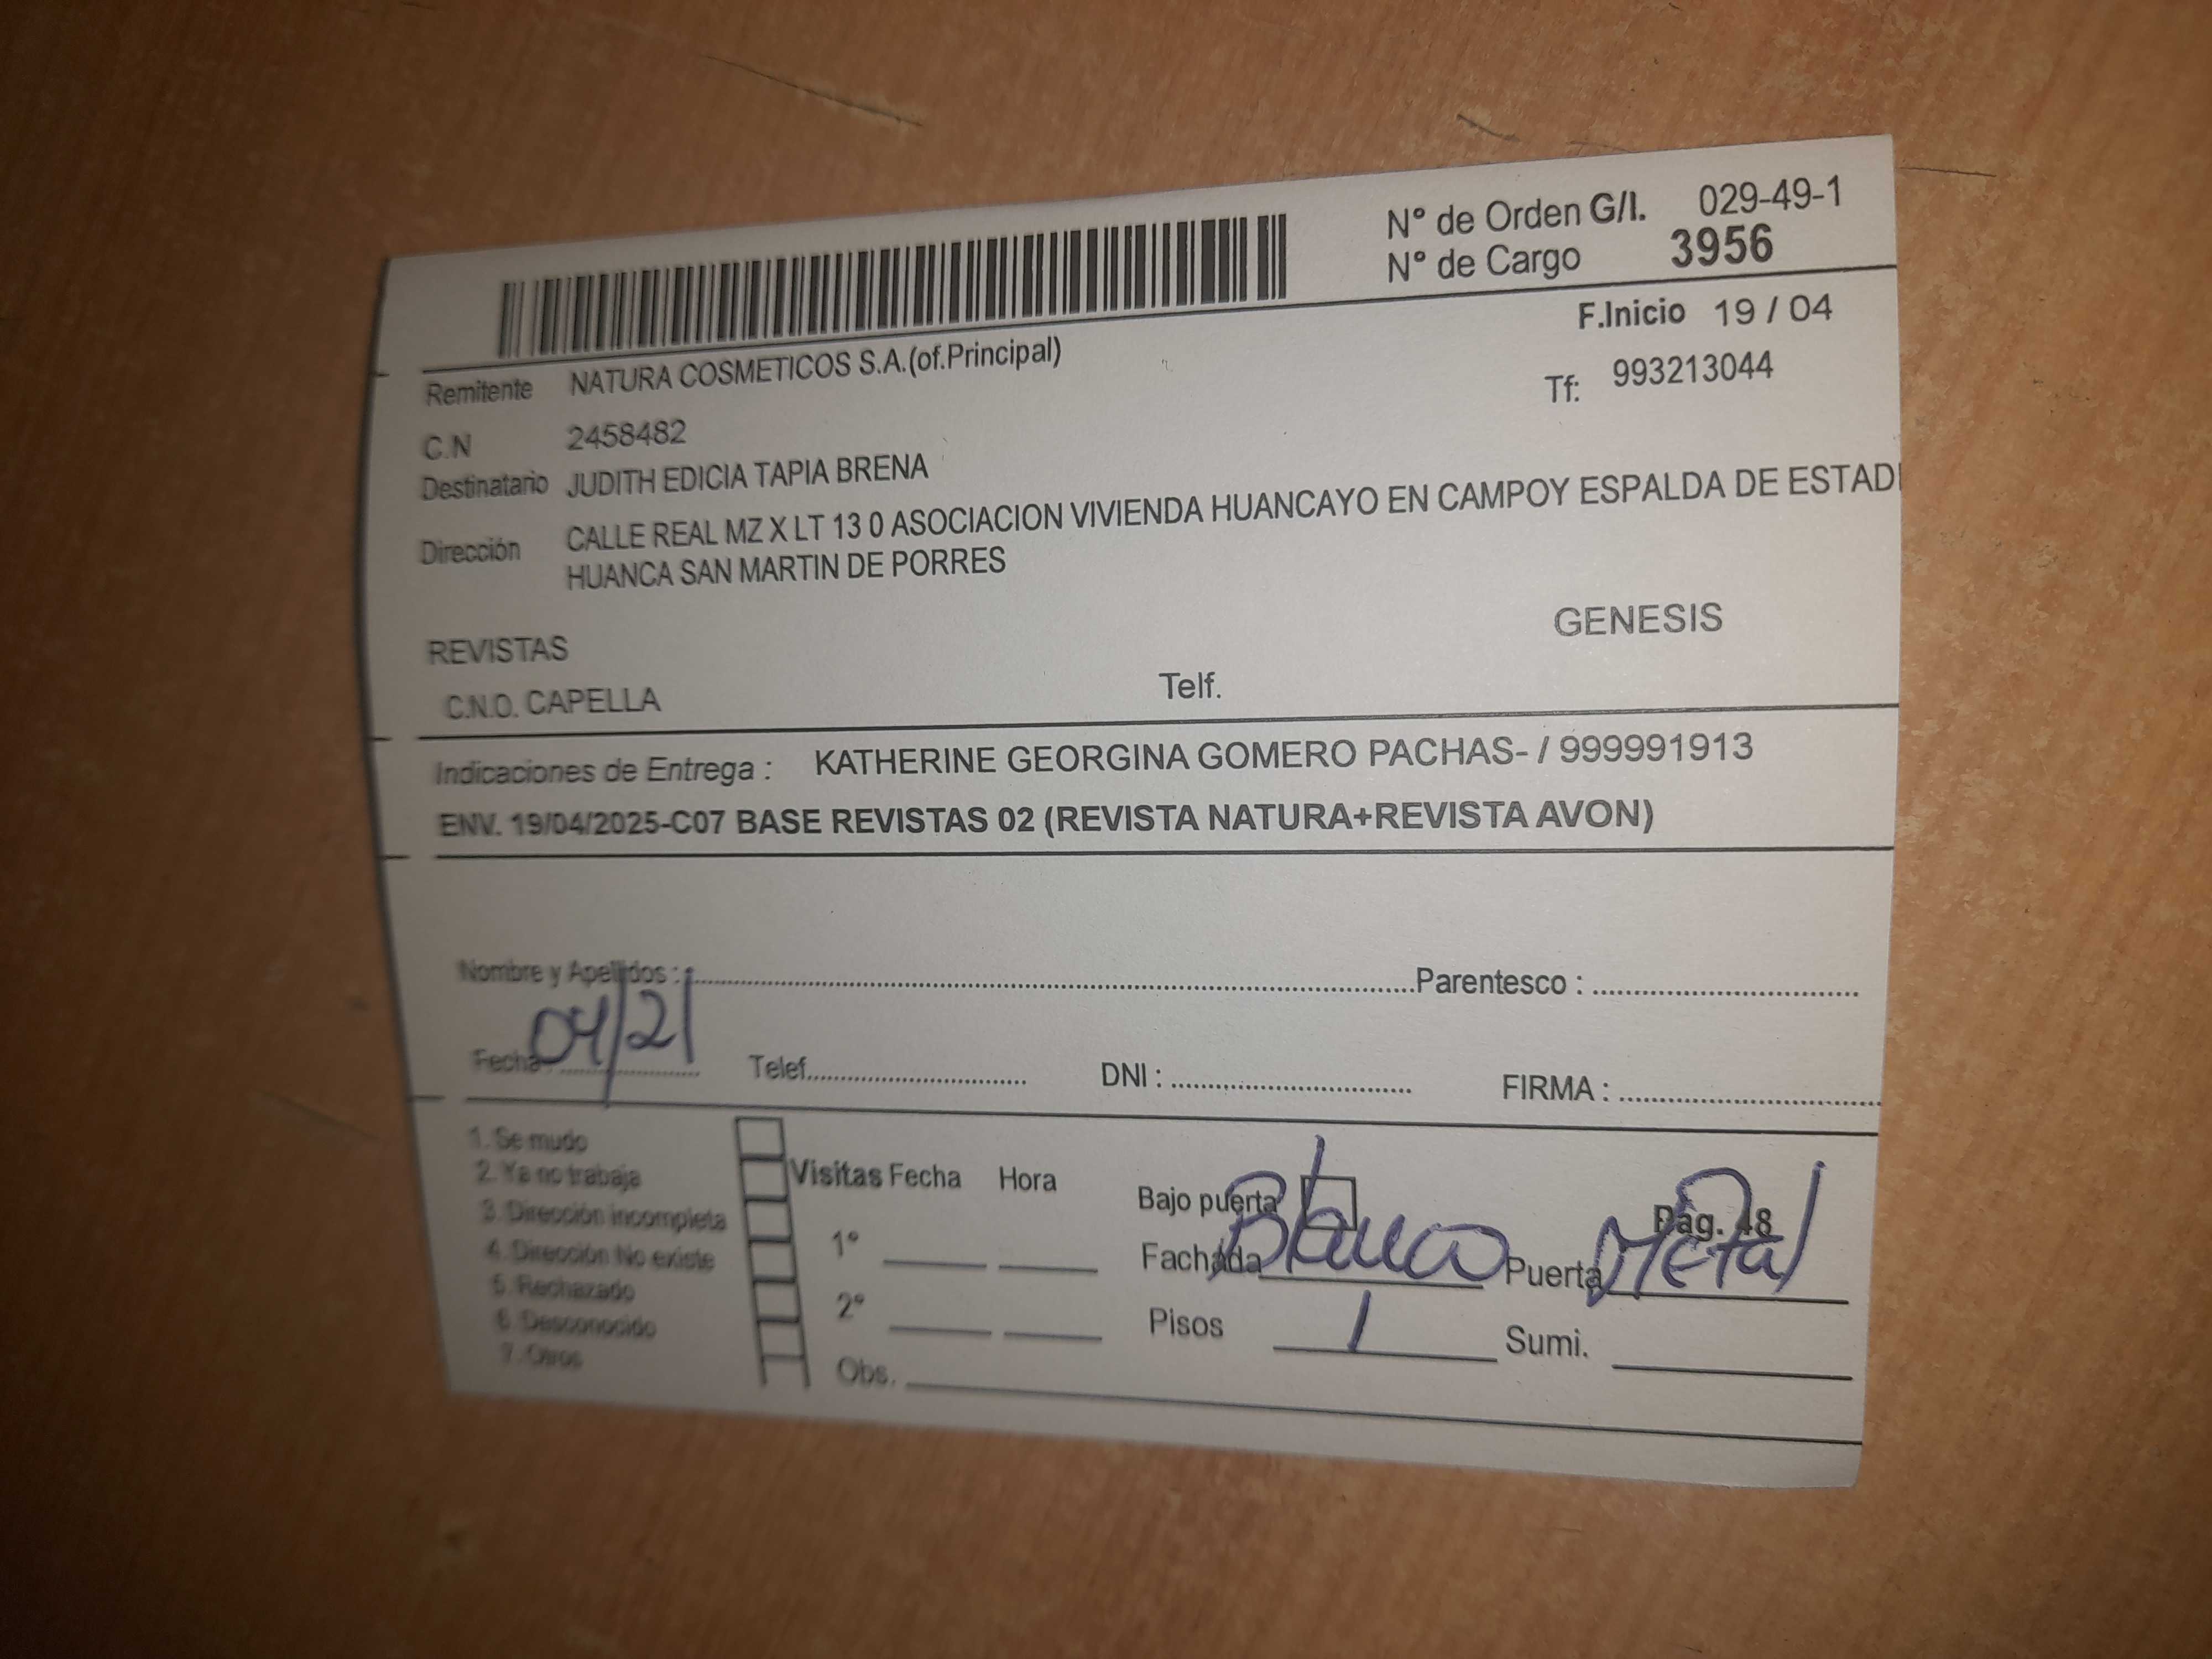 N° de Orden G/I. 029-49-1
N° de Cargo 3956
F.Inicio 19 / 04
Remitente NATURA COSMETICOS S.A.(of.Principal)
Tf: 993213044
C.N 2458482
Destinatario JUDITH EDICIA TAPIA BRENA
Dirección CALLE REAL MZ X LT 13 0 ASOCIACION VIVIENDA HUANCAYO EN CAMPOY ESPALDA DE ESTADI
HUANCA SAN MARTIN DE PORRES
GENESIS
REVISTAS
C.N.O. CAPELLA Telf.
Indicaciones de Entrega : KATHERINE GEORGINA GOMERO PACHAS- / 999991913
ENV. 19/04/2025-C07 BASE REVISTAS 02 (REVISTA NATURA+REVISTA AVON)
Nombre y Apellidos : Parentesco :
Fecha 04/21 Telef. DNI : FIRMA :
1. Se mudo
2. Ya no trabaja
3. Dirección incompleta
4. Dirección No existe
5. Rechazado
6. Desconocido
7. Otros
Visitas Fecha Hora
1°
2°
Obs.
Bajo puerta Pág. 48
Fachada Blanco Puerta Metal
Pisos 1 Sumi.